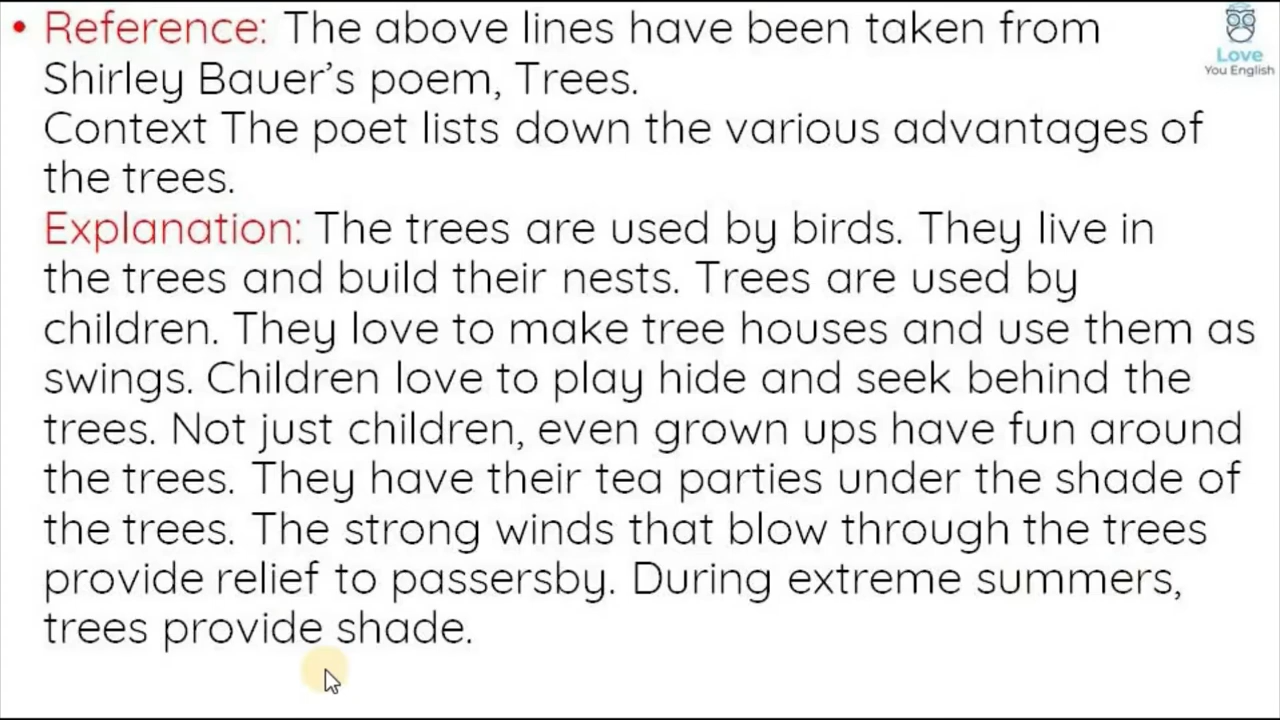 • Reference: The above lines have been taken from
Shirley Bauer's poem, Trees.
Context The poet lists down the various advantages of
the trees.
Explanation: The trees are used by birds. They live in
the trees and build their nests. Trees are used by
children. They love to make tree houses and use them as
swings. Children love to play hide and seek behind the
trees. Not just children, even grown ups have fun around
the trees. They have their tea parties under the shade of
the trees. The strong winds that blow through the trees
provide relief to passersby. During extreme summers,
trees provide shade.
Love
You English